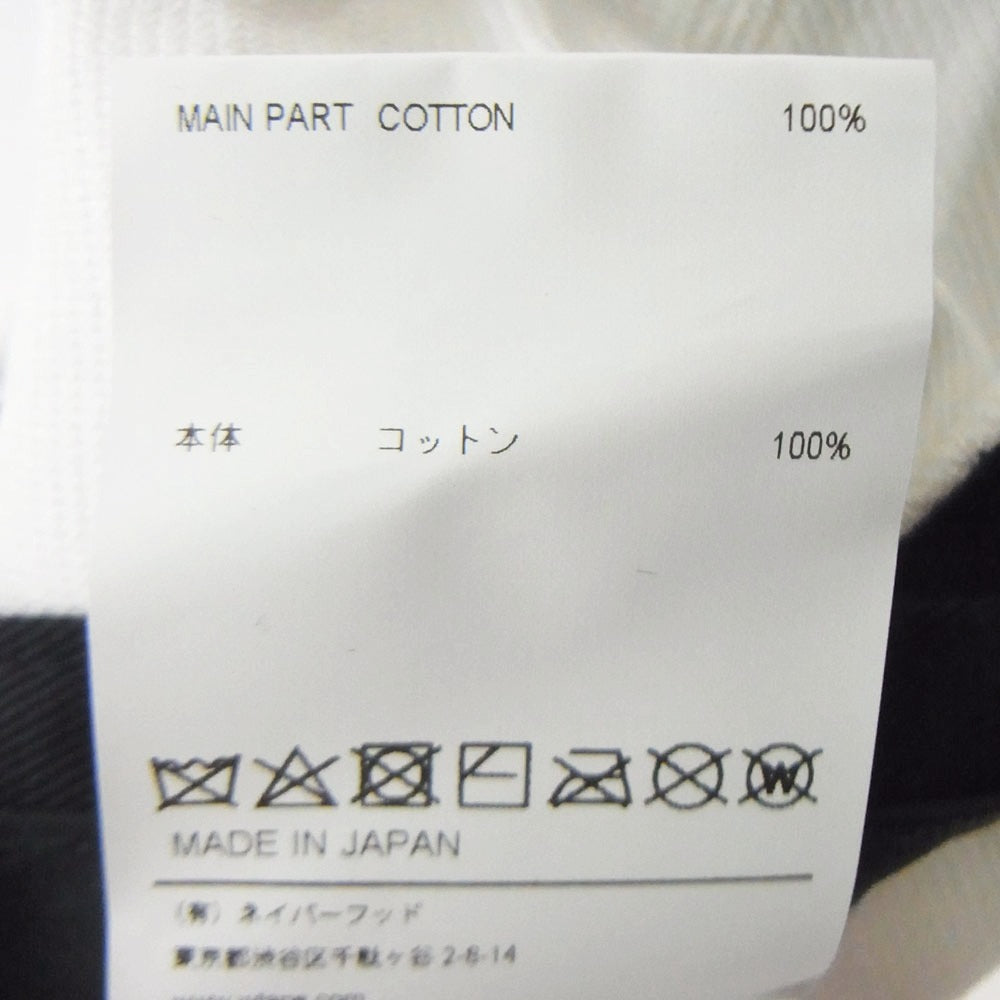 MAIN PART COTTON 100%
本体 コットン 100%
W
MADE IN JAPAN
(有) ネイバーフッド
東京都渋谷区千駄ヶ谷 2-8-14